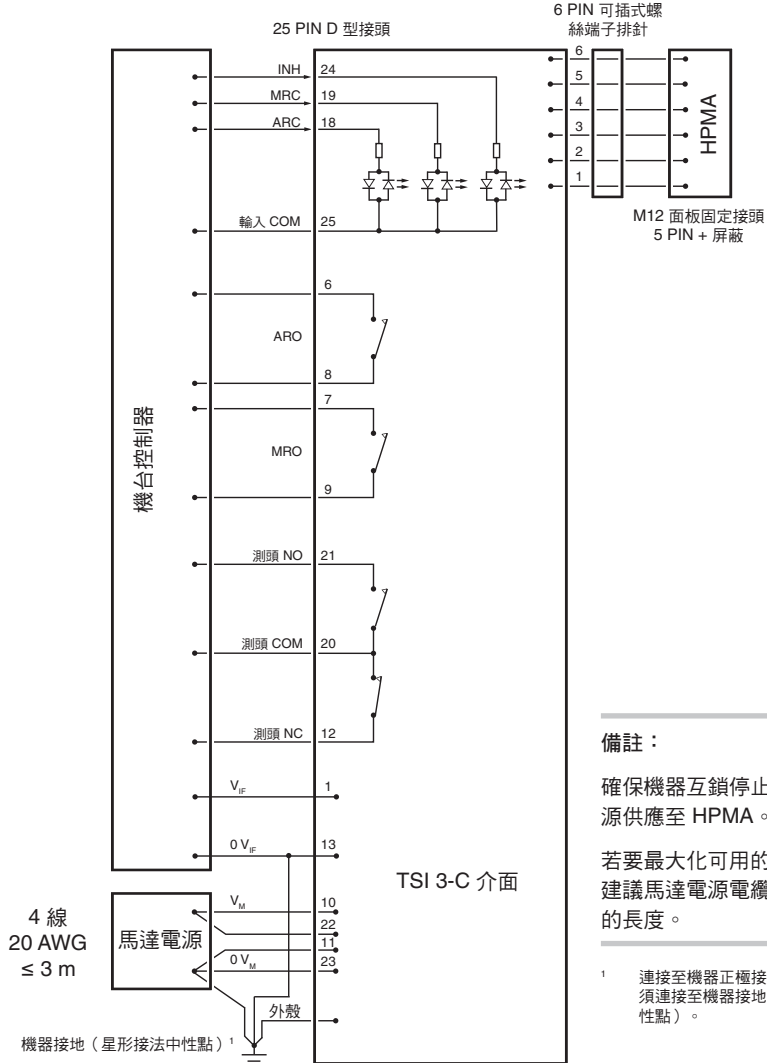 6 PIN 可插式螺
絲端子排針
25 PIN D 型接頭
6
5
4
3
2
1
HPMA
M12 面板固定接頭
5 PIN + 屏蔽
INH 24
MRC 19
ARC 18
輸入 COM 25
6
ARO
8
7
MRO
9
測頭 NO 21
測頭 COM 20
測頭 NC 12
機台控制器
V_IF 1
0 V_IF 13
TSI 3-C 介面
4 線
20 AWG
≤ 3 m
馬達電源
V_M 10
22
11
0 V_M 23
外殼
機器接地(星形接法中性點)¹
備註:
確保機器互鎖停止
源供應至 HPMA。
若要最大化可用的
建議馬達電源電纜
的長度。
¹ 連接至機器正極接
須連接至機器接地
性點)。